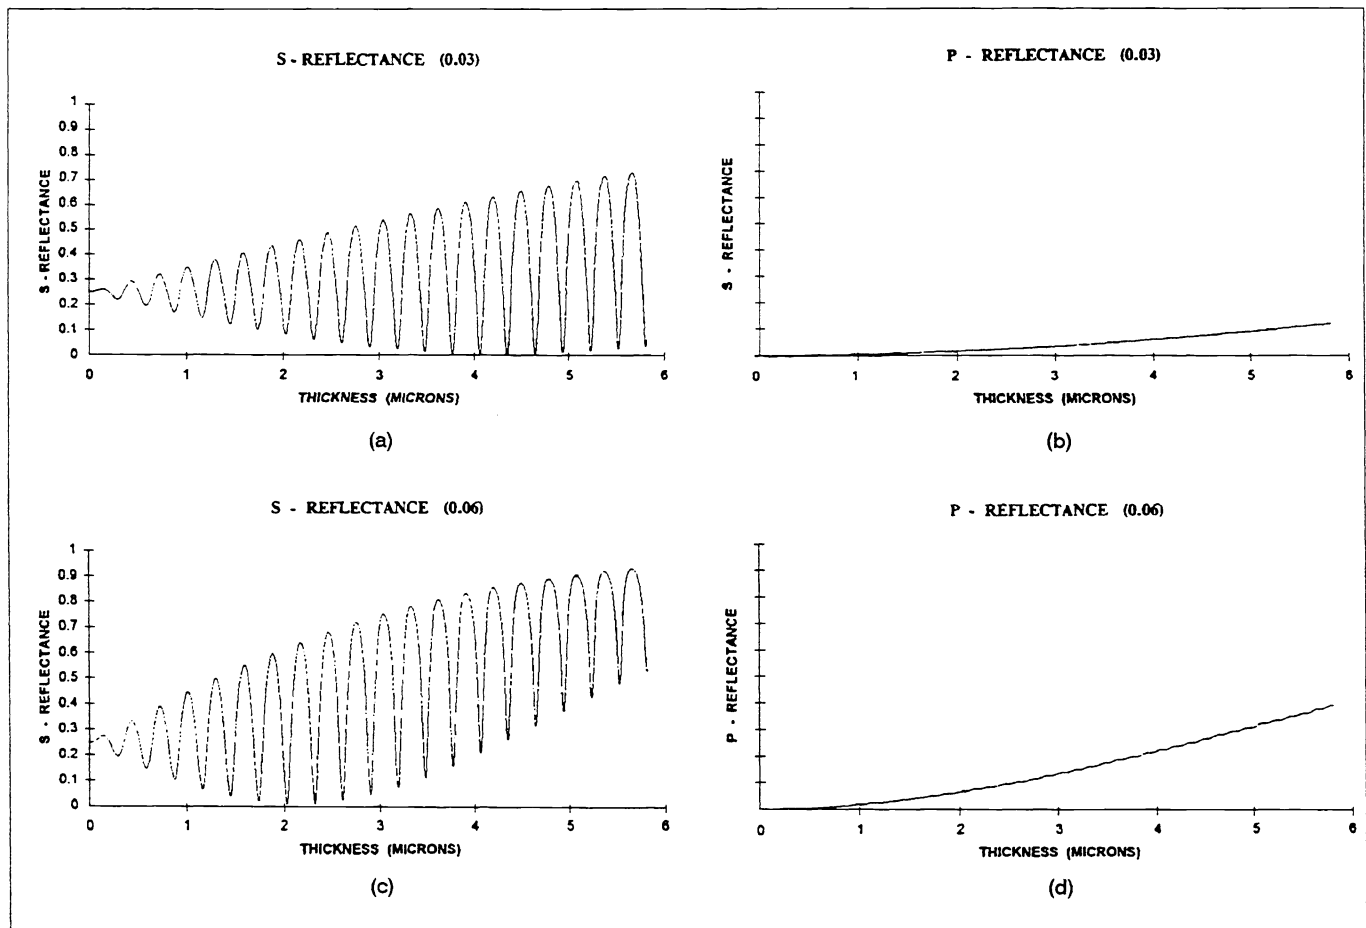 S - REFLECTANCE (0.03)
1
0.9
0.8
0.7
0.6
0.5
0.4
0.3
0.2
0.1
0
S - REFLECTANCE
0 1 2 3 4 5 6
THICKNESS (MICRONS)
(a)
P - REFLECTANCE (0.03)
S - REFLECTANCE
0 1 2 3 4 5 6
THICKNESS (MICRONS)
(b)
S - REFLECTANCE (0.06)
1
0.9
0.8
0.7
0.6
0.5
0.4
0.3
0.2
0.1
0
S - REFLECTANCE
0 1 2 3 4 5 6
THICKNESS (MICRONS)
(c)
P - REFLECTANCE (0.06)
P - REFLECTANCE
0 1 2 3 4 5 6
THICKNESS (MICRONS)
(d)